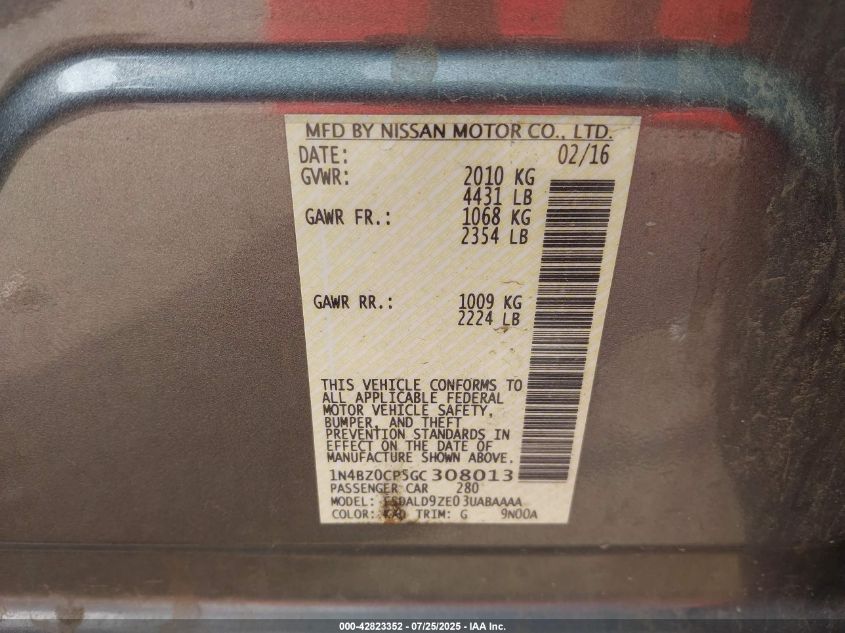 MFD BY NISSAN MOTOR CO., LTD.
DATE: 02/16
GVWR: 2010 KG
4431 LB
GAWR FR.: 1068 KG
2354 LB
GAWR RR.: 1009 KG
2224 LB
THIS VEHICLE CONFORMS TO
ALL APPLICABLE FEDERAL
MOTOR VEHICLE SAFETY,
BUMPER, AND THEFT
PREVENTION STANDARDS IN
EFFECT ON THE DATE OF
MANUFACTURE SHOWN ABOVE.
1N4BZ0CP5GC308013
PASSENGER CAR 280
MODEL:
COLOR: TRIM: G 9N00A
000-42823352 - 07/25/2025 - IAA Inc.